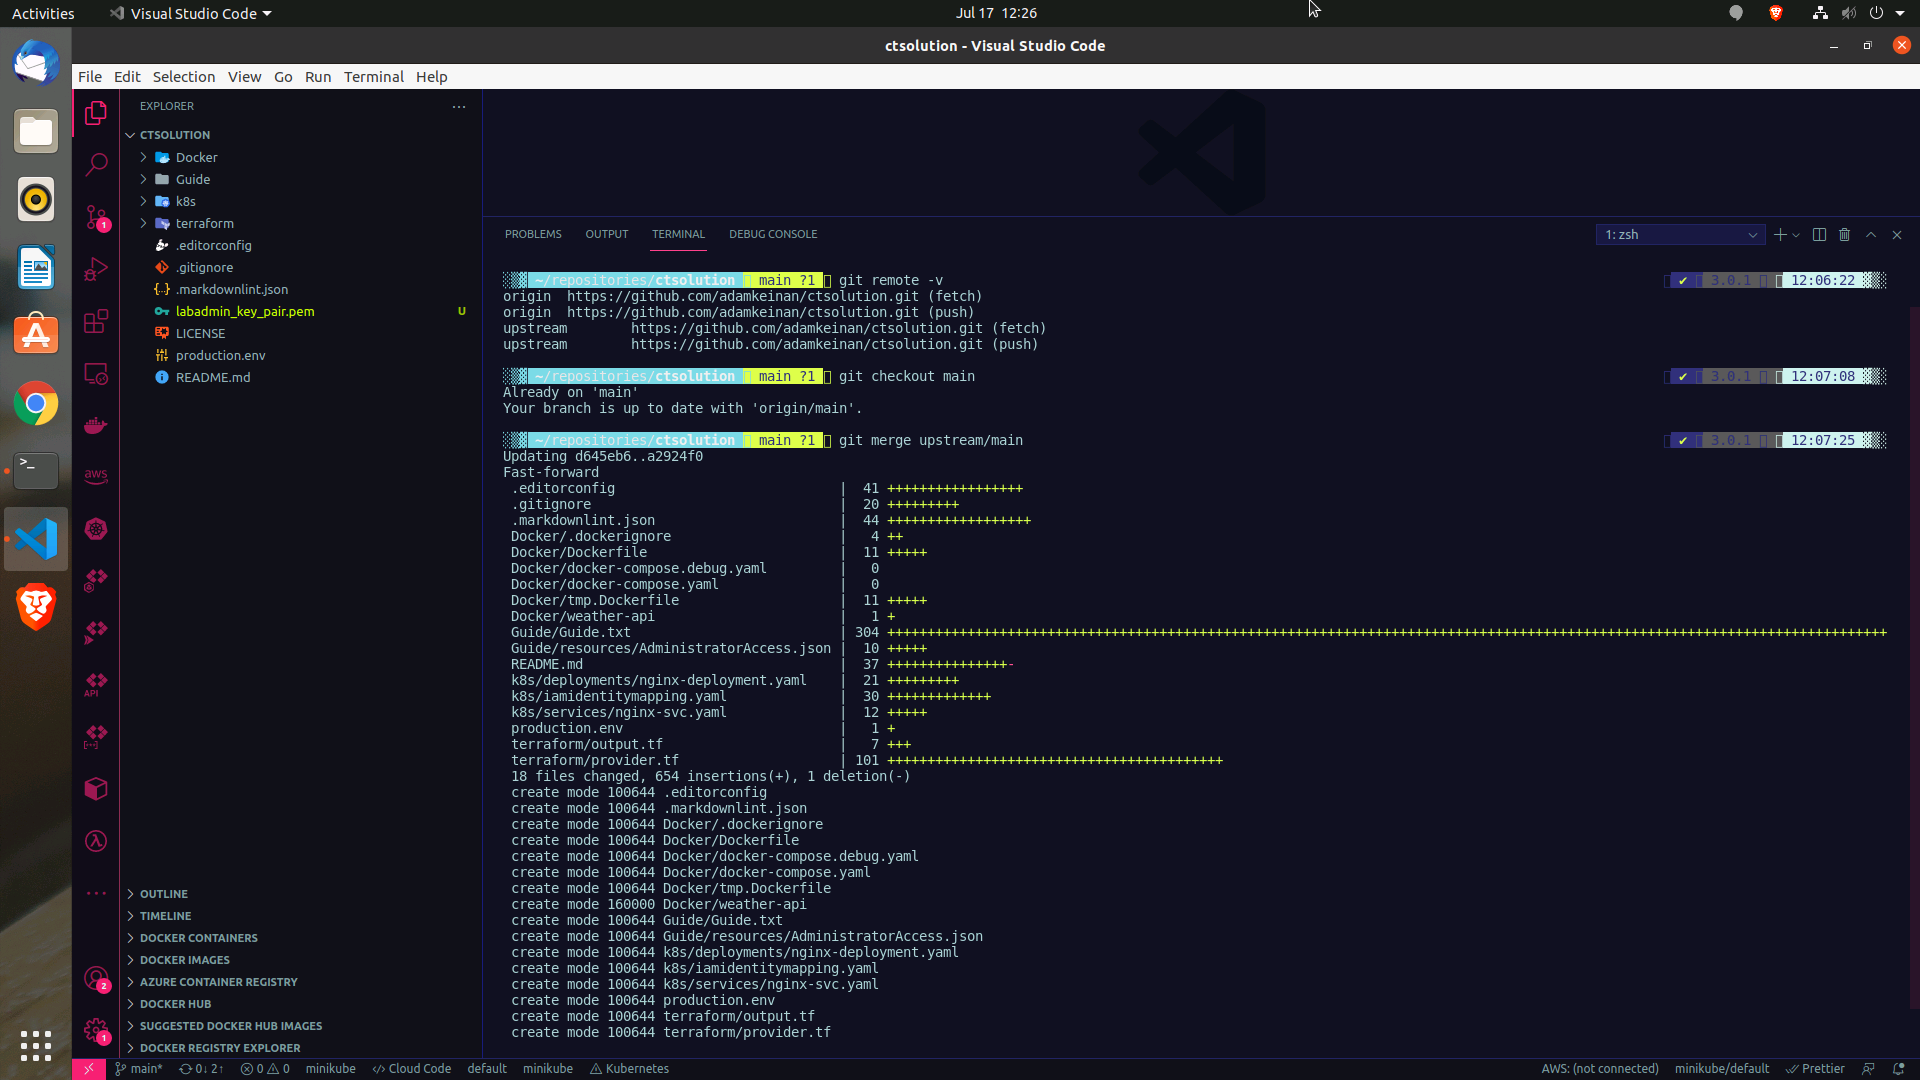 Activities
Visual Studio Code
Jul 17 12:26
ctsolution - Visual Studio Code
File Edit Selection View Go Run Terminal Help
EXPLORER
CTSOLUTION
Docker
Guide
k8s
terraform
.editorconfig
.gitignore
.markdownlint.json
labadmin_key_pair.pem U
LICENSE
production.env
README.md
OUTLINE
TIMELINE
DOCKER CONTAINERS
DOCKER IMAGES
AZURE CONTAINER REGISTRY
DOCKER HUB
SUGGESTED DOCKER HUB IMAGES
DOCKER REGISTRY EXPLORER
1
aws
API
2
1
PROBLEMS OUTPUT TERMINAL DEBUG CONSOLE
1: zsh
~/repositories/ctsolution main ?1 git remote -v ✔ 3.0.1 12:06:22
origin https://github.com/adamkeinan/ctsolution.git (fetch)
origin https://github.com/adamkeinan/ctsolution.git (push)
upstream https://github.com/adamkeinan/ctsolution.git (fetch)
upstream https://github.com/adamkeinan/ctsolution.git (push)
~/repositories/ctsolution main ?1 git checkout main ✔ 3.0.1 12:07:08
Already on 'main'
Your branch is up to date with 'origin/main'.
~/repositories/ctsolution main ?1 git merge upstream/main ✔ 3.0.1 12:07:25
Updating d645eb6..a2924f0
Fast-forward
.editorconfig | 41 +++++++++++++++++
.gitignore | 20 +++++++++
.markdownlint.json | 44 ++++++++++++++++++
Docker/.dockerignore | 4 ++
Docker/Dockerfile | 11 +++++
Docker/docker-compose.debug.yaml | 0
Docker/docker-compose.yaml | 0
Docker/tmp.Dockerfile | 11 +++++
Docker/weather-api | 1 +
Guide/Guide.txt | 304 +++++++++++++++++++++++++++++++++++++++++++++++++++++++++++++++++++++++++++++++++++++++++++++++++++++++++++++++++++++++++++++
Guide/resources/AdministratorAccess.json | 10 +++++
README.md | 37 +++++++++++++++-
k8s/deployments/nginx-deployment.yaml | 21 +++++++++
k8s/iamidentitymapping.yaml | 30 +++++++++++++
k8s/services/nginx-svc.yaml | 12 +++++
production.env | 1 +
terraform/output.tf | 7 +++
terraform/provider.tf | 101 ++++++++++++++++++++++++++++++++++++++++++
18 files changed, 654 insertions(+), 1 deletion(-)
create mode 100644 .editorconfig
create mode 100644 .markdownlint.json
create mode 100644 Docker/.dockerignore
create mode 100644 Docker/Dockerfile
create mode 100644 Docker/docker-compose.debug.yaml
create mode 100644 Docker/docker-compose.yaml
create mode 100644 Docker/tmp.Dockerfile
create mode 160000 Docker/weather-api
create mode 100644 Guide/Guide.txt
create mode 100644 Guide/resources/AdministratorAccess.json
create mode 100644 k8s/deployments/nginx-deployment.yaml
create mode 100644 k8s/iamidentitymapping.yaml
create mode 100644 k8s/services/nginx-svc.yaml
create mode 100644 production.env
create mode 100644 terraform/output.tf
create mode 100644 terraform/provider.tf
main* 0↓ 2↑ 0 0 minikube Cloud Code default minikube Kubernetes AWS: (not connected) minikube/default Prettier